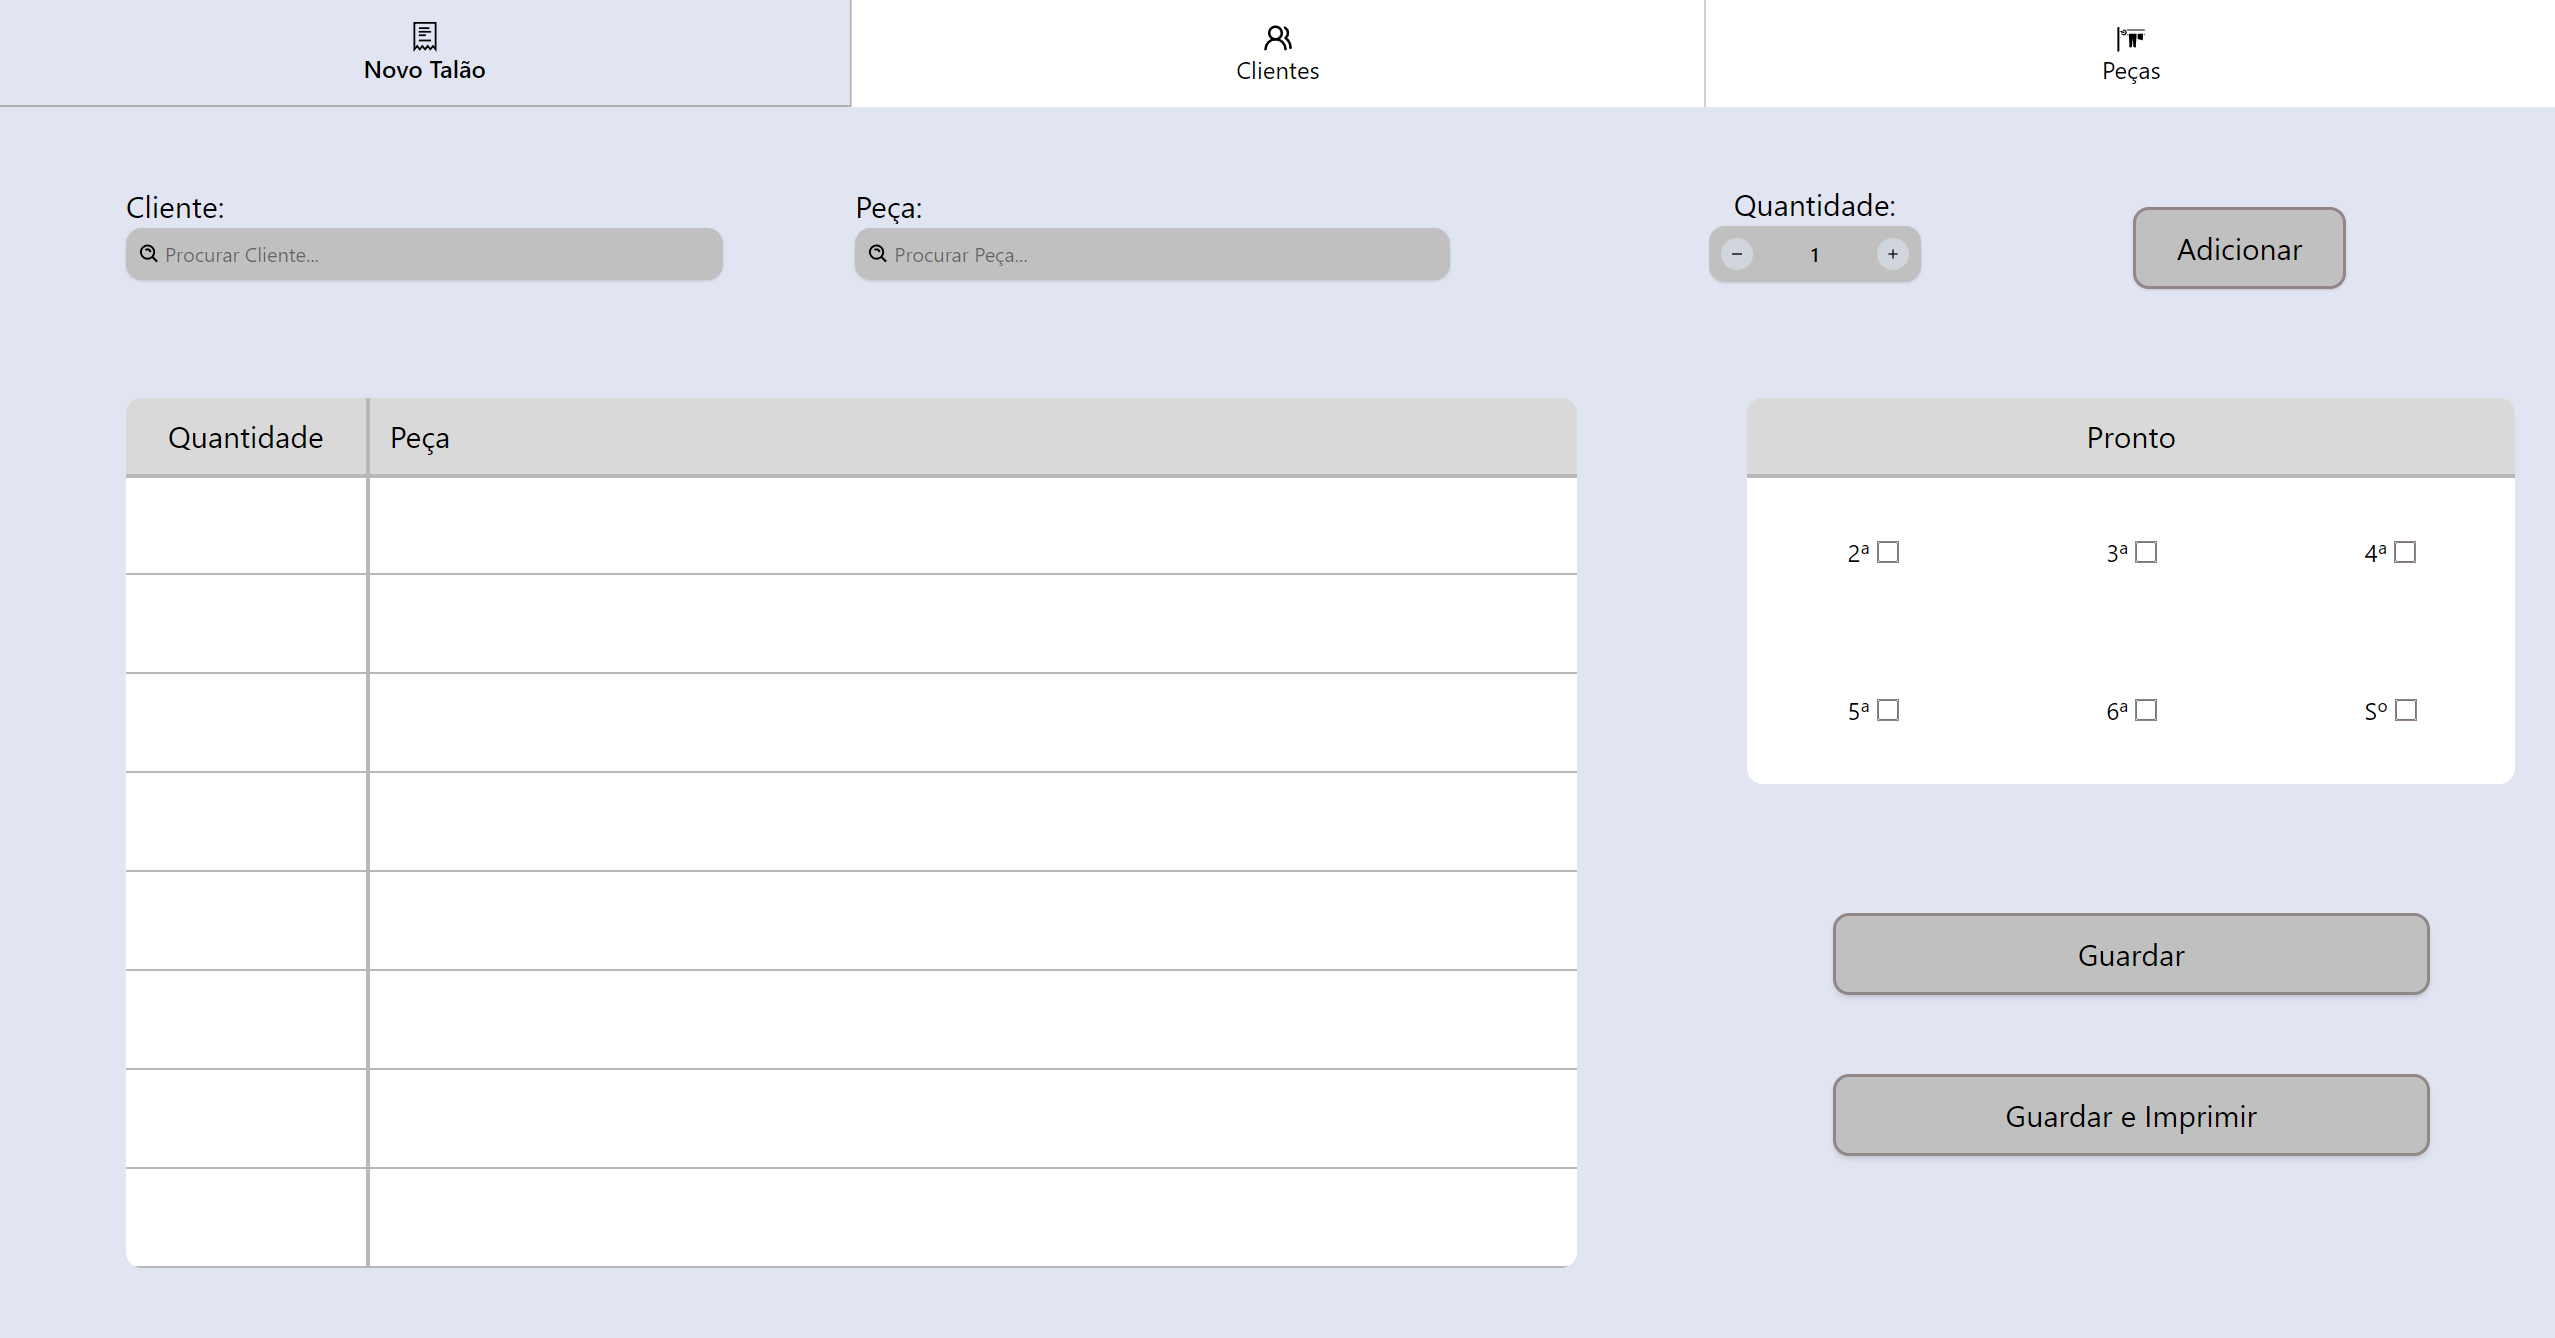 Novo Talão
Clientes
Peças
Cliente:
Procurar Cliente...
Peça:
Procurar Peça...
Quantidade:
− 1 +
Adicionar
Quantidade Peça
Pronto
2ª 3ª 4ª
5ª 6ª Sº
Guardar
Guardar e Imprimir